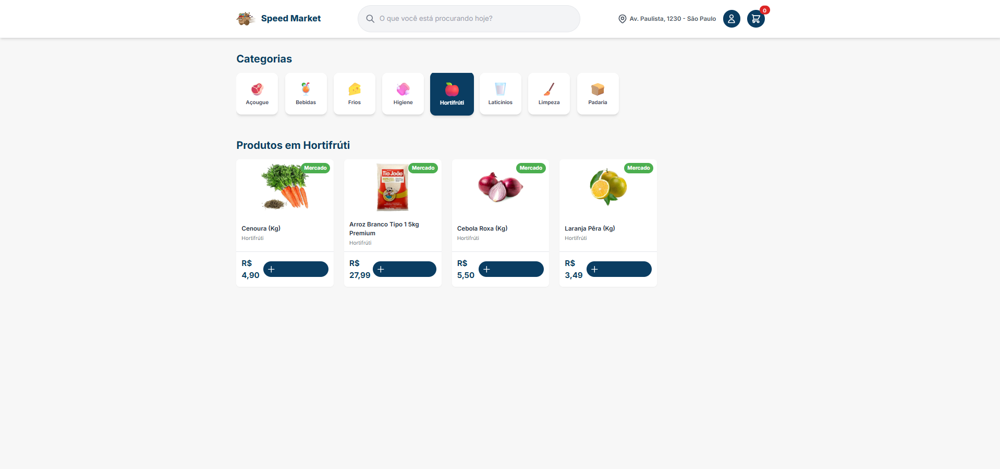 Speed Market
O que você está procurando hoje?
Av. Paulista, 1230 - São Paulo
0
Categorias
Açougue
Bebidas
Frios
Higiene
Hortifrúti
Laticínios
Limpeza
Padaria
Produtos em Hortifrúti
Mercado
Cenoura (Kg)
Hortifrúti
R$
4,90
Mercado
Tio João
Arroz Branco Tipo 1 5kg
Premium
Hortifrúti
R$
27,99
Mercado
Cebola Roxa (Kg)
Hortifrúti
R$
5,50
Mercado
Laranja Pêra (Kg)
Hortifrúti
R$
3,49